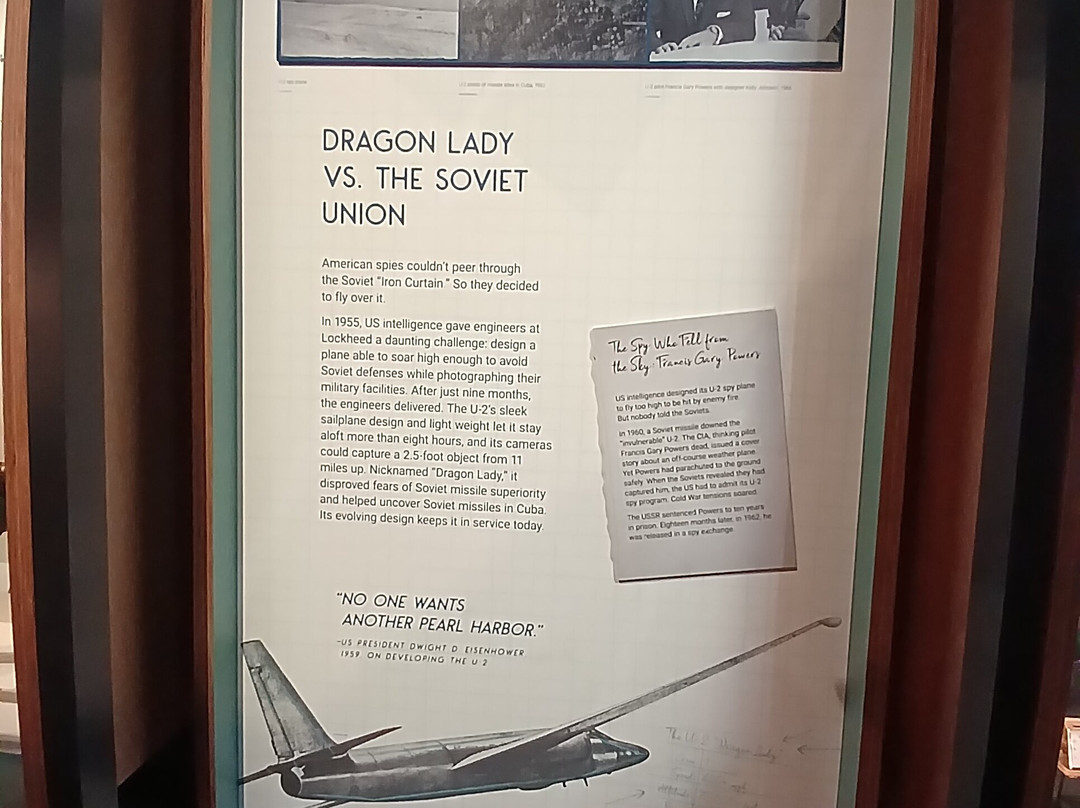 U-2 photo of missile sites in Cuba, 1962
DRAGON LADY
VS. THE SOVIET
UNION
American spies couldn't peer through
the Soviet "Iron Curtain." So they decided
to fly over it.
In 1955, US intelligence gave engineers at
Lockheed a daunting challenge: design a
plane able to soar high enough to avoid
Soviet defenses while photographing their
military facilities. After just nine months,
the engineers delivered. The U-2's sleek
sailplane design and light weight let it stay
aloft more than eight hours, and its cameras
could capture a 2.5-foot object from 11
miles up. Nicknamed "Dragon Lady," it
disproved fears of Soviet missile superiority
and helped uncover Soviet missiles in Cuba.
Its evolving design keeps it in service today.
The Spy Who Fell from
the Sky: Francis Gary Powers
US intelligence designed its U-2 spy plane
to fly too high to be hit by enemy fire.
But nobody told the Soviets.
In 1960, a Soviet missile downed the
"invulnerable" U-2. The CIA, thinking pilot
Francis Gary Powers dead, issued a cover
story about an off-course weather plane.
Yet Powers had parachuted to the ground
safely. When the Soviets revealed they had
captured him, the US had to admit its U-2
spy program. Cold War tensions soared.
The USSR sentenced Powers to ten years
in prison. Eighteen months later, in 1962, he
was released in a spy exchange.
"NO ONE WANTS
ANOTHER PEARL HARBOR."
-US PRESIDENT DWIGHT D. EISENHOWER
1959, ON DEVELOPING THE U-2
The U-2 "Dragon Lady"